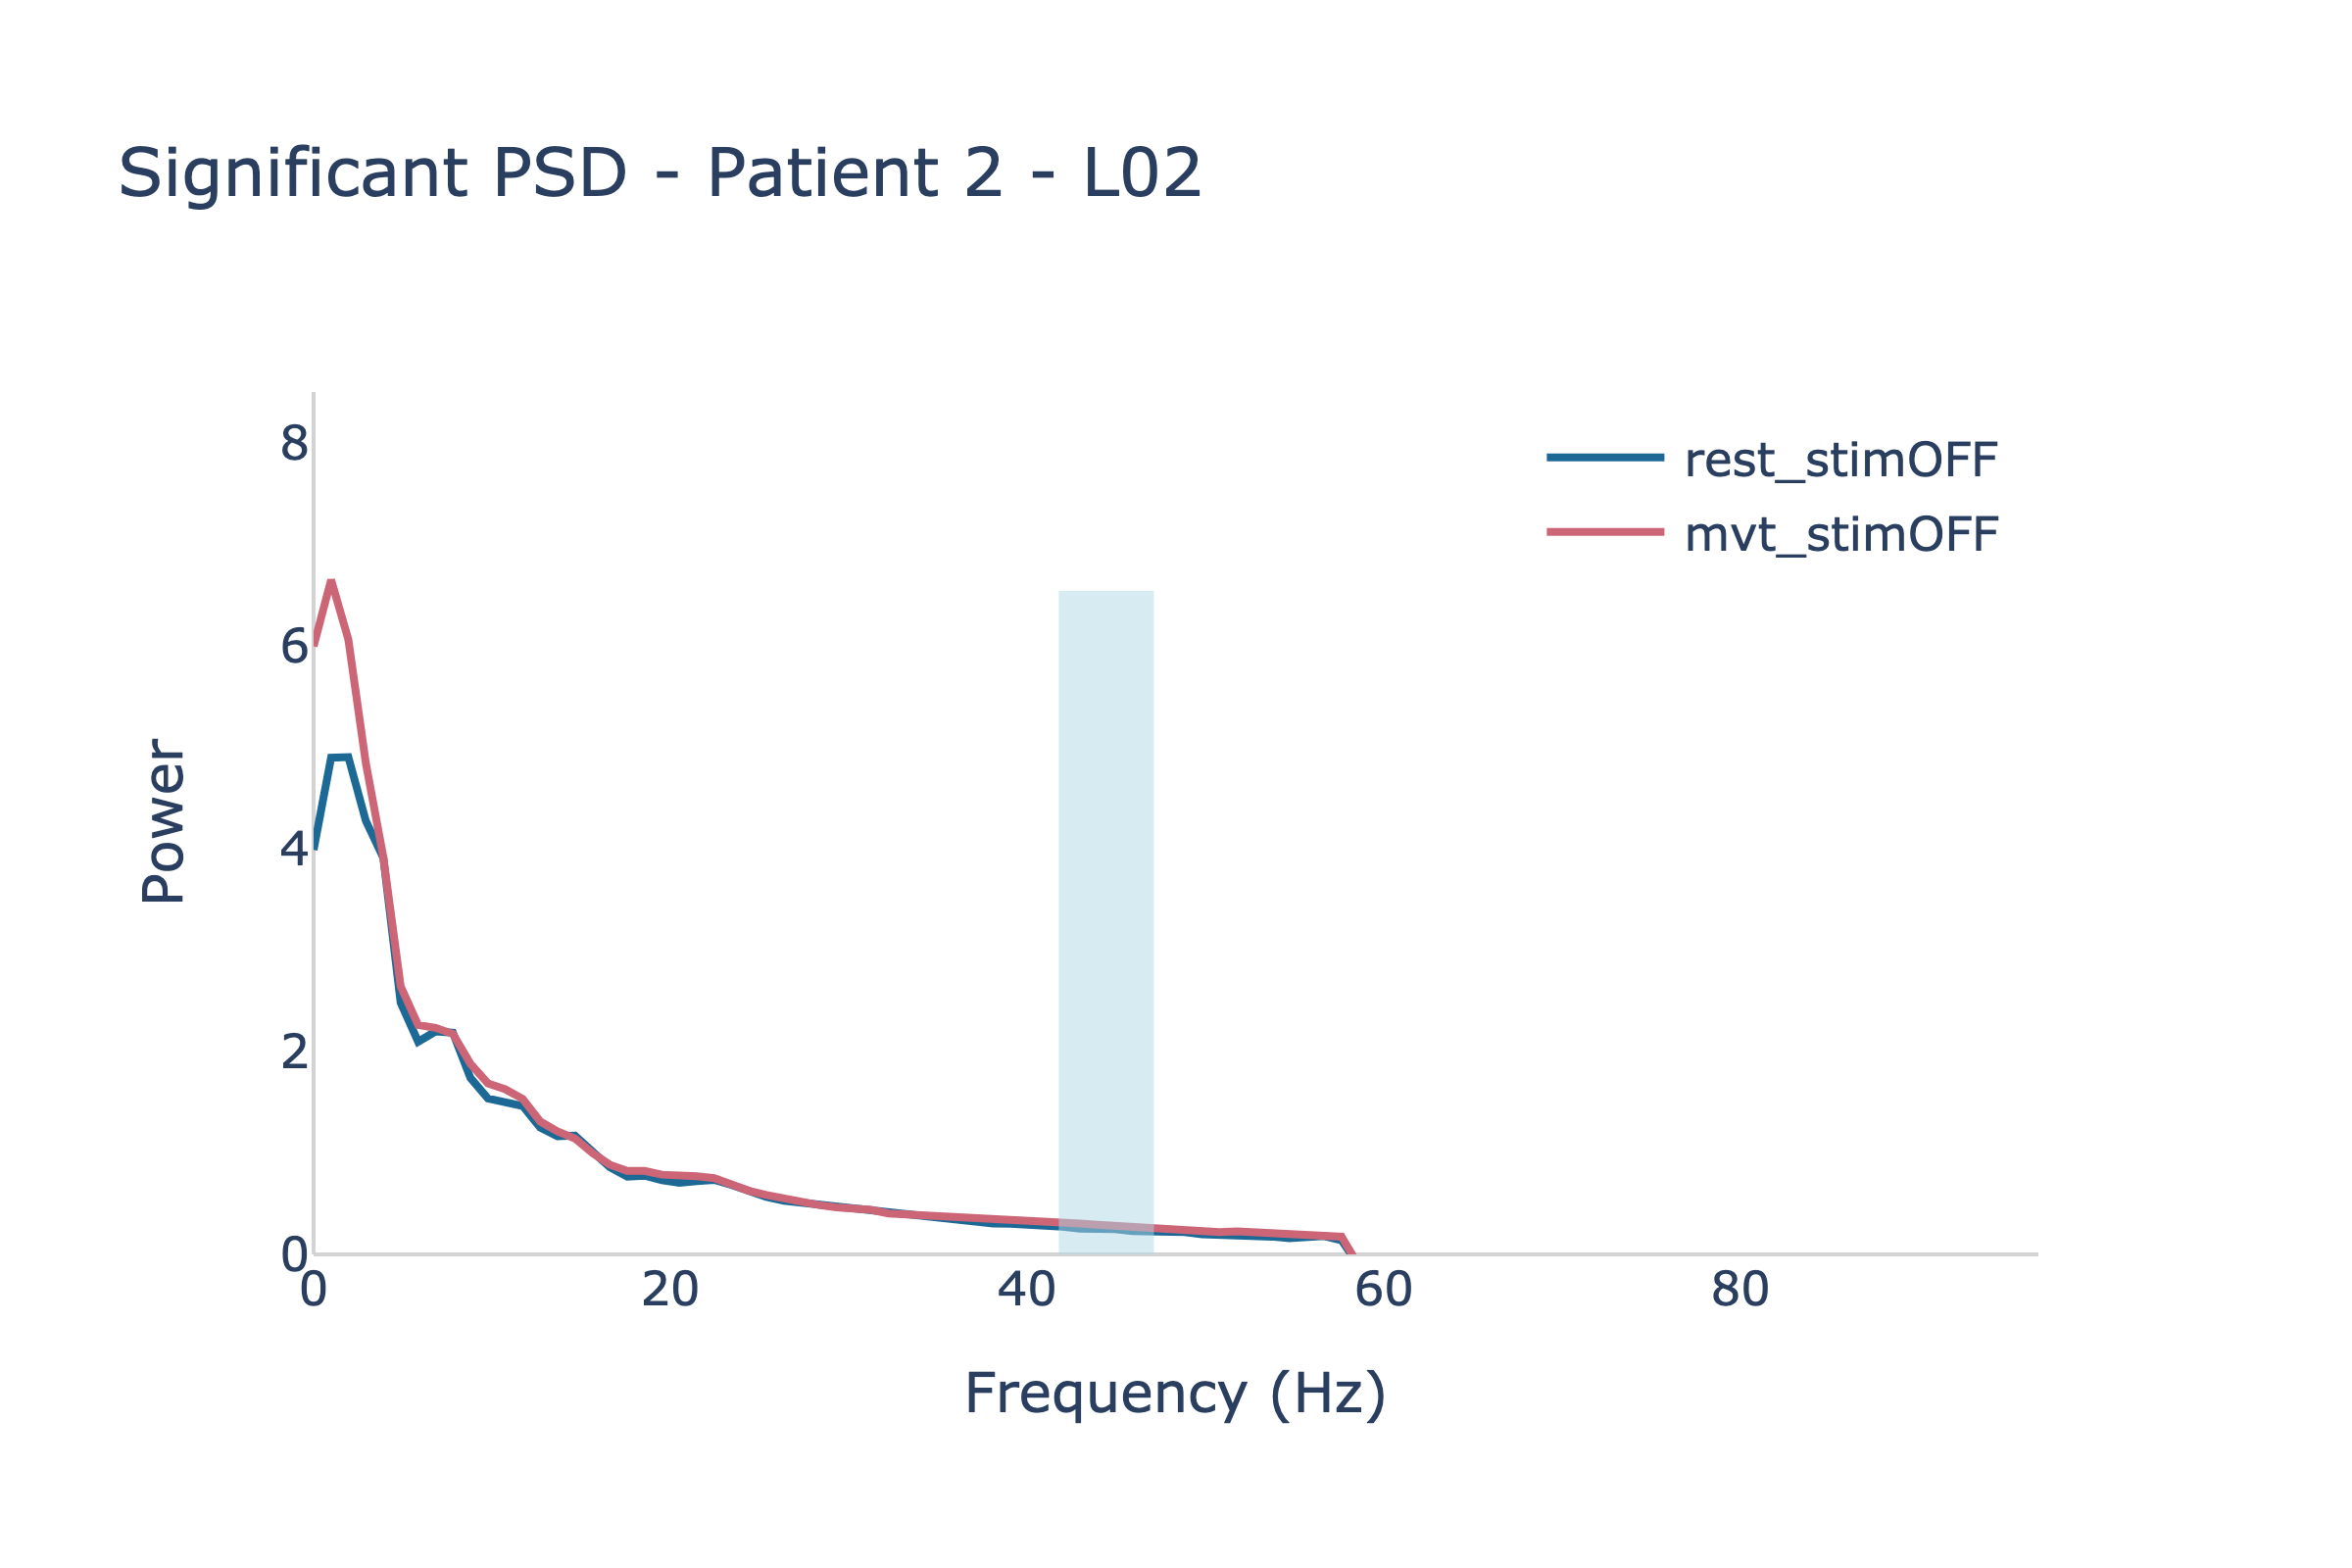 Significant PSD - Patient 2 - L02
rest_stimOFF
mvt_stimOFF
8
6
4
2
0
Power
0 20 40 60 80
Frequency (Hz)